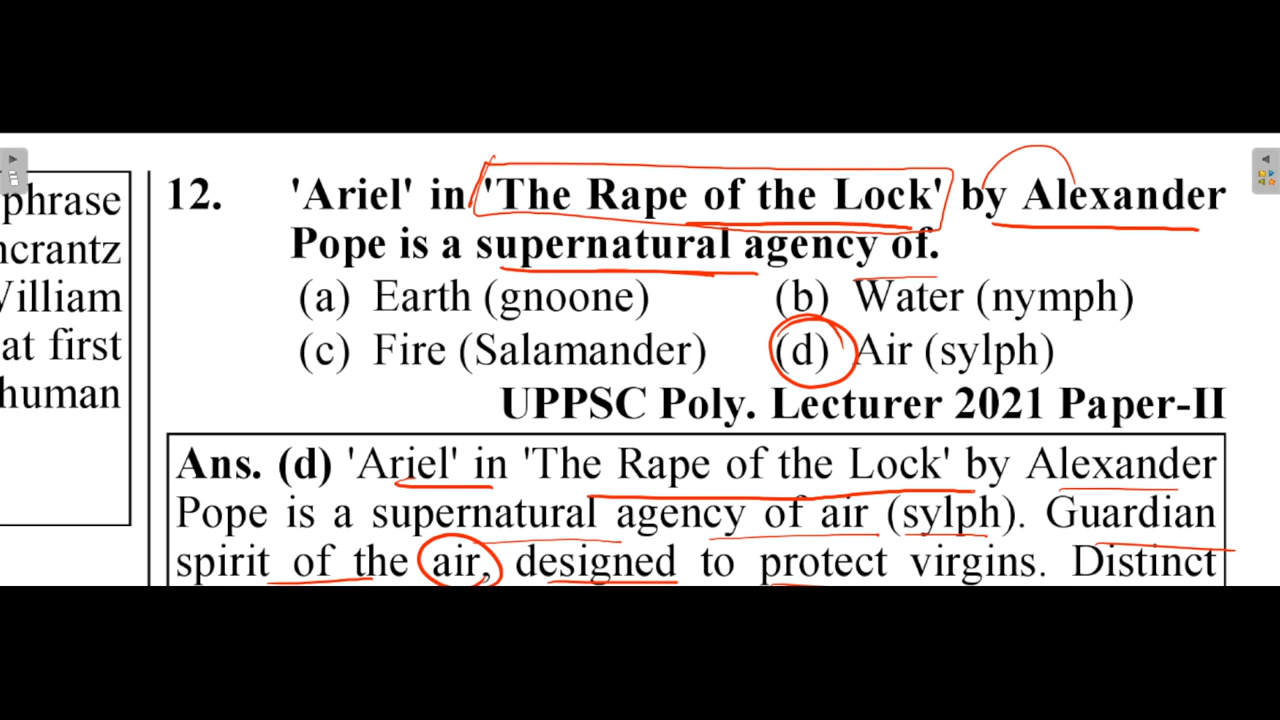 phrase
ncrantz
Villiam
at first
human
12. 'Ariel' in 'The Rape of the Lock' by Alexander
Pope is a supernatural agency of.
(a) Earth (gnoone) (b) Water (nymph)
(c) Fire (Salamander) (d) Air (sylph)
UPPSC Poly. Lecturer 2021 Paper-II
Ans. (d) 'Ariel' in 'The Rape of the Lock' by Alexander
Pope is a supernatural agency of air (sylph). Guardian
spirit of the air, designed to protect virgins. Distinct